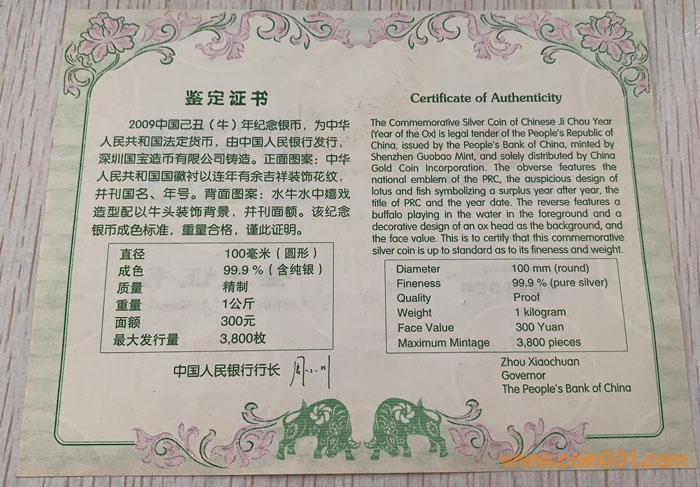 鉴定证书
2009中国己丑（牛）年纪念银币，为中华
人民共和国法定货币，由中国人民银行发行，
深圳国宝造币有限公司铸造。正面图案：中华
人民共和国国徽衬以连年有余吉祥装饰花纹，
并刊国名、年号。背面图案：水牛水中嬉戏
造型配以牛头装饰背景，并刊面额。该纪念
银币成色标准，重量合格，谨此证明。
直径 100毫米（圆形）
成色 99.9%（含纯银）
质量 精制
重量 1公斤
面额 300元
最大发行量 3,800枚
中国人民银行行长
Certificate of Authenticity
The Commemorative Silver Coin of Chinese Ji Chou Year
(Year of the Ox) is legal tender of the People's Republic of
China, issued by the People's Bank of China, minted by
Shenzhen Guobao Mint, and solely distributed by China
Gold Coin Incorporation. The obverse features the
national emblem of the PRC, the auspicious design of
lotus and fish symbolizing a surplus year after year, the
title of PRC and the year date. The reverse features a
buffalo playing in the water in the foreground and a
decorative design of an ox head as the background, and
the face value. This is to certify that this commemorative
silver coin is up to standard as to its fineness and weight.
Diameter 100 mm (round)
Fineness 99.9 % (pure silver)
Quality Proof
Weight 1 kilogram
Face Value 300 Yuan
Maximum Mintage 3,800 pieces
Zhou Xiaochuan
Governor
The People's Bank of China
www.coin001.com